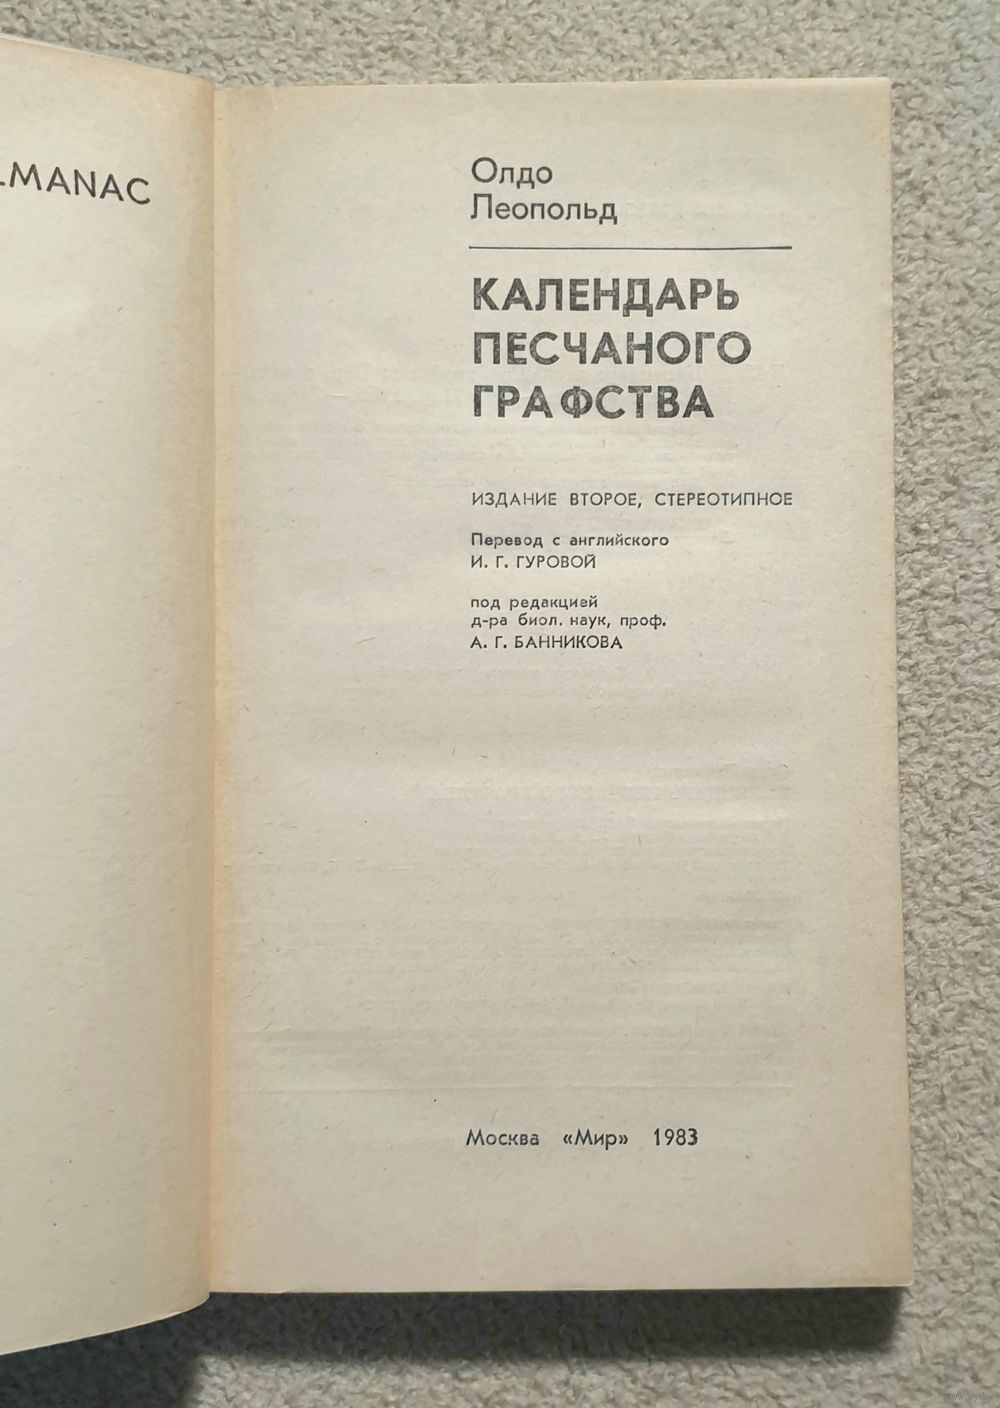 LMANAC
Олдо
Леопольд
КАЛЕНДАРЬ
ПЕСЧАНОГО
ГРАФСТВА
ИЗДАНИЕ ВТОРОЕ, СТЕРЕОТИПНОЕ
Перевод с английского
И. Г. ГУРОВОЙ
под редакцией
д-ра биол. наук, проф.
А. Г. БАННИКОВА
Москва «Мир» 1983